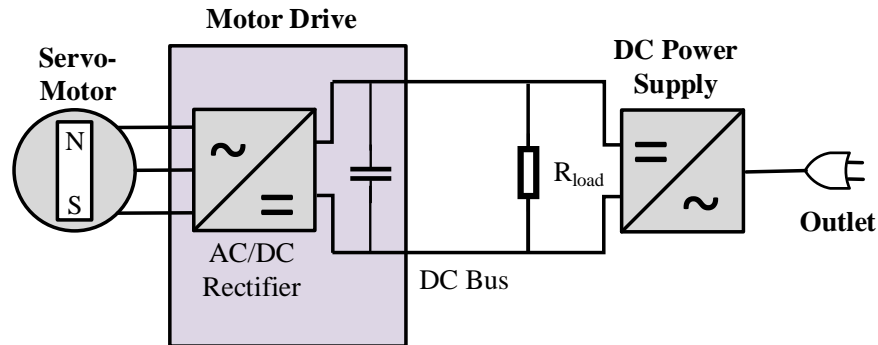 Motor Drive
Servo-
Motor
N
S
AC/DC
Rectifier
DC Bus
R_load
DC Power
Supply
Outlet